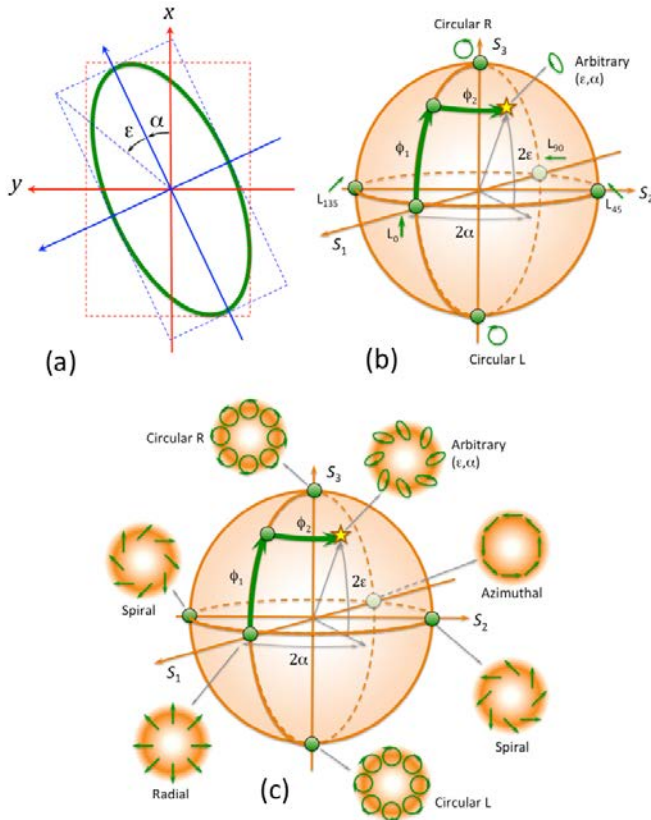 x
ε
α
y
(a)
Circular R
S3
Arbitrary
(ε,α)
ϕ2
ϕ1
2ε
L90
L135
S2
L45
L0
S1
2α
Circular L
(b)
Circular R
Arbitrary
(ε,α)
S3
ϕ2
ϕ1
2ε
Azimuthal
Spiral
S2
S1
2α
Spiral
Radial
Circular L
(c)